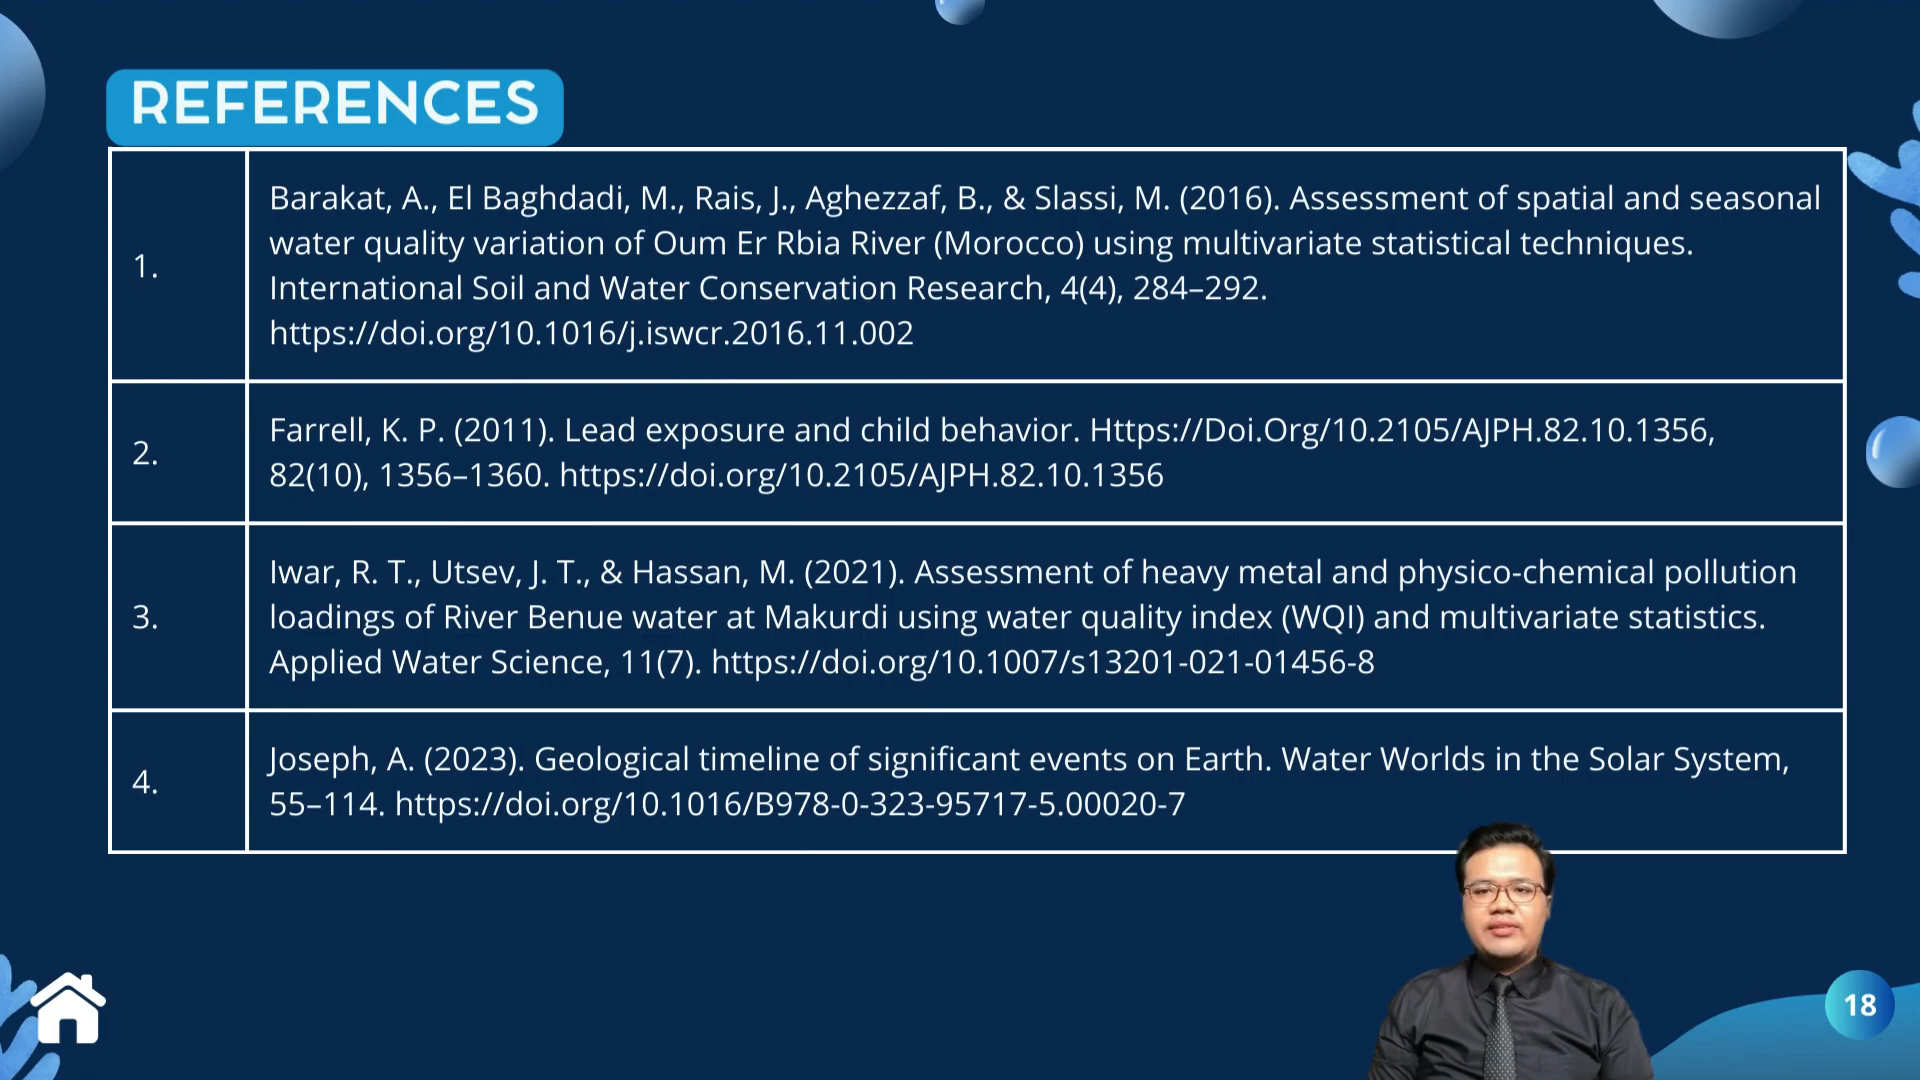 REFERENCES
1.
Barakat, A., El Baghdadi, M., Rais, J., Aghezzaf, B., & Slassi, M. (2016). Assessment of spatial and seasonal
water quality variation of Oum Er Rbia River (Morocco) using multivariate statistical techniques.
International Soil and Water Conservation Research, 4(4), 284–292.
https://doi.org/10.1016/j.iswcr.2016.11.002
2.
Farrell, K. P. (2011). Lead exposure and child behavior. Https://Doi.Org/10.2105/AJPH.82.10.1356,
82(10), 1356–1360. https://doi.org/10.2105/AJPH.82.10.1356
3.
Iwar, R. T., Utsev, J. T., & Hassan, M. (2021). Assessment of heavy metal and physico-chemical pollution
loadings of River Benue water at Makurdi using water quality index (WQI) and multivariate statistics.
Applied Water Science, 11(7). https://doi.org/10.1007/s13201-021-01456-8
4.
Joseph, A. (2023). Geological timeline of significant events on Earth. Water Worlds in the Solar System,
55–114. https://doi.org/10.1016/B978-0-323-95717-5.00020-7
18